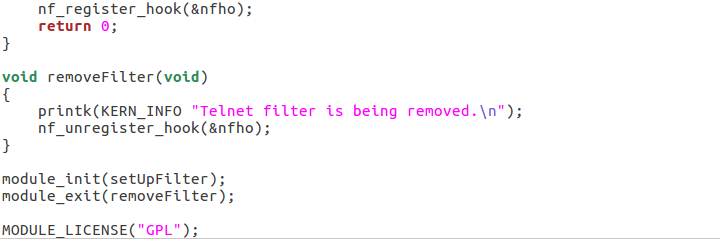 nf_register_hook(&nfho);
    return 0;
}

void removeFilter(void)
{
    printk(KERN_INFO "Telnet filter is being removed.\n");
    nf_unregister_hook(&nfho);
}

module_init(setUpFilter);
module_exit(removeFilter);

MODULE_LICENSE("GPL");